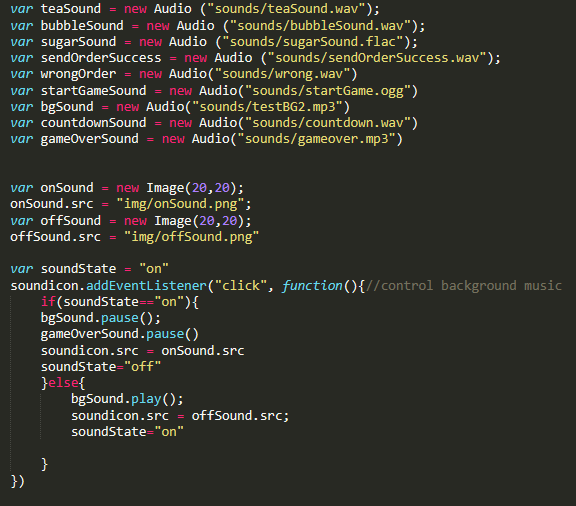 var teaSound = new Audio ("sounds/teaSound.wav");
var bubbleSound = new Audio ("sounds/bubbleSound.wav");
var sugarSound = new Audio ("sounds/sugarSound.flac");
var sendOrderSuccess = new Audio ("sounds/sendOrderSuccess.wav");
var wrongOrder = new Audio("sounds/wrong.wav")
var startGameSound = new Audio("sounds/startGame.ogg")
var bgSound = new Audio("sounds/testBG2.mp3")
var countdownSound = new Audio("sounds/countdown.wav")
var gameOverSound = new Audio("sounds/gameover.mp3")
var onSound = new Image(20,20);
onSound.src = "img/onSound.png";
var offSound = new Image(20,20);
offSound.src = "img/offSound.png"
var soundState = "on"
soundicon.addEventListener("click", function(){//control background music
if(soundState=="on"){
bgSound.pause();
gameOverSound.pause()
soundicon.src = onSound.src
soundState="off"
}else{
bgSound.play();
soundicon.src = offSound.src;
soundState="on"
}
})